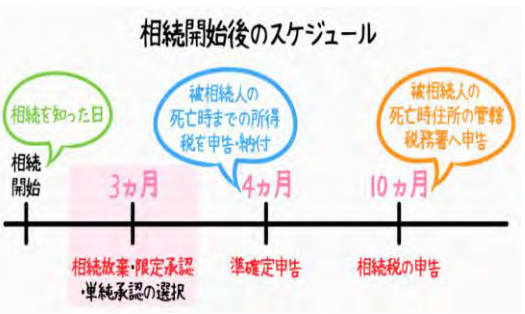 相続開始後のスケジュール
相続を知った日
被相続人の
死亡時までの所得
税を申告・納付
被相続人の
死亡時住所の管轄
税務署へ申告
相続
開始
3ヵ月
4ヵ月
10ヵ月
相続放棄・限定承認
・単純承認の選択
準確定申告
相続税の申告